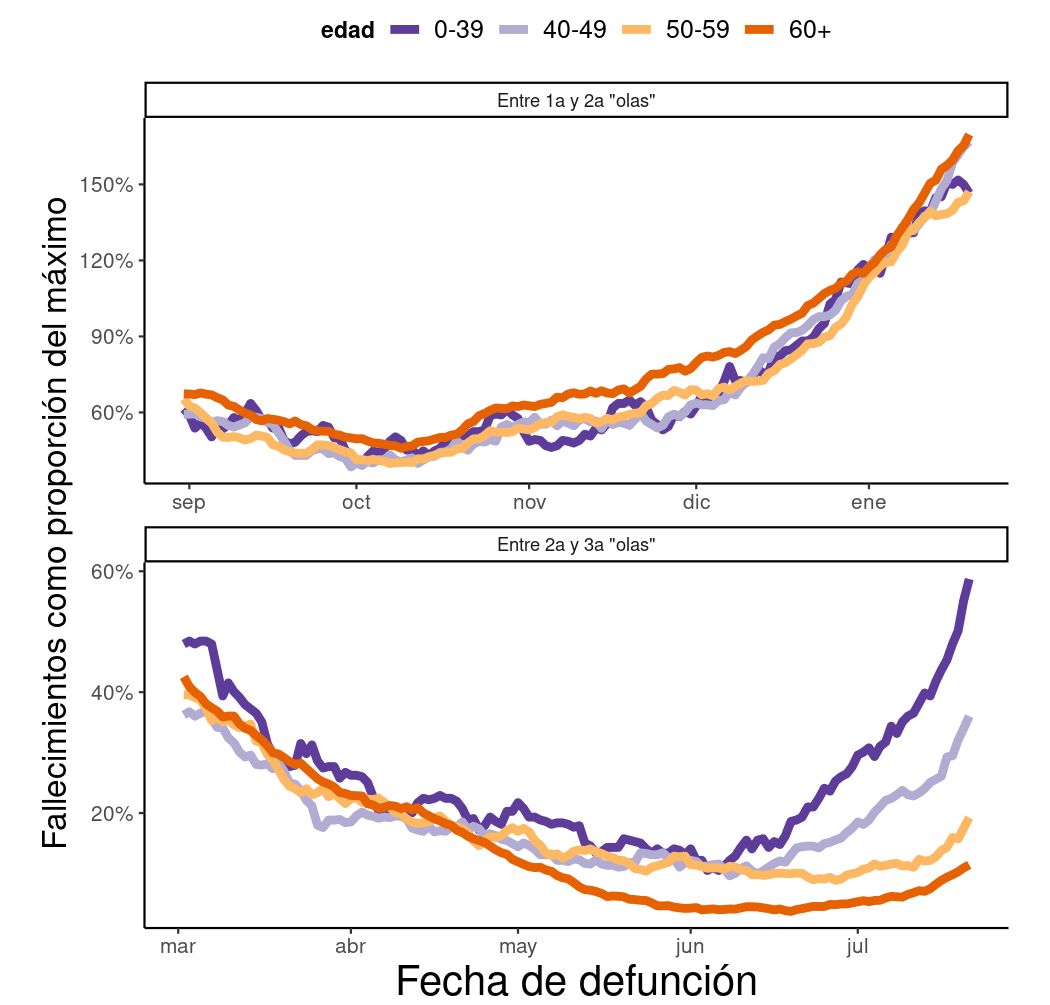 edad 0-39 40-49 50-59 60+
Entre 1a y 2a "olas"
150%
120%
90%
60%
sep oct nov dic ene
Entre 2a y 3a "olas"
60%
40%
20%
mar abr may jun jul
Fecha de defunción
Fallecimientos como proporción del máximo